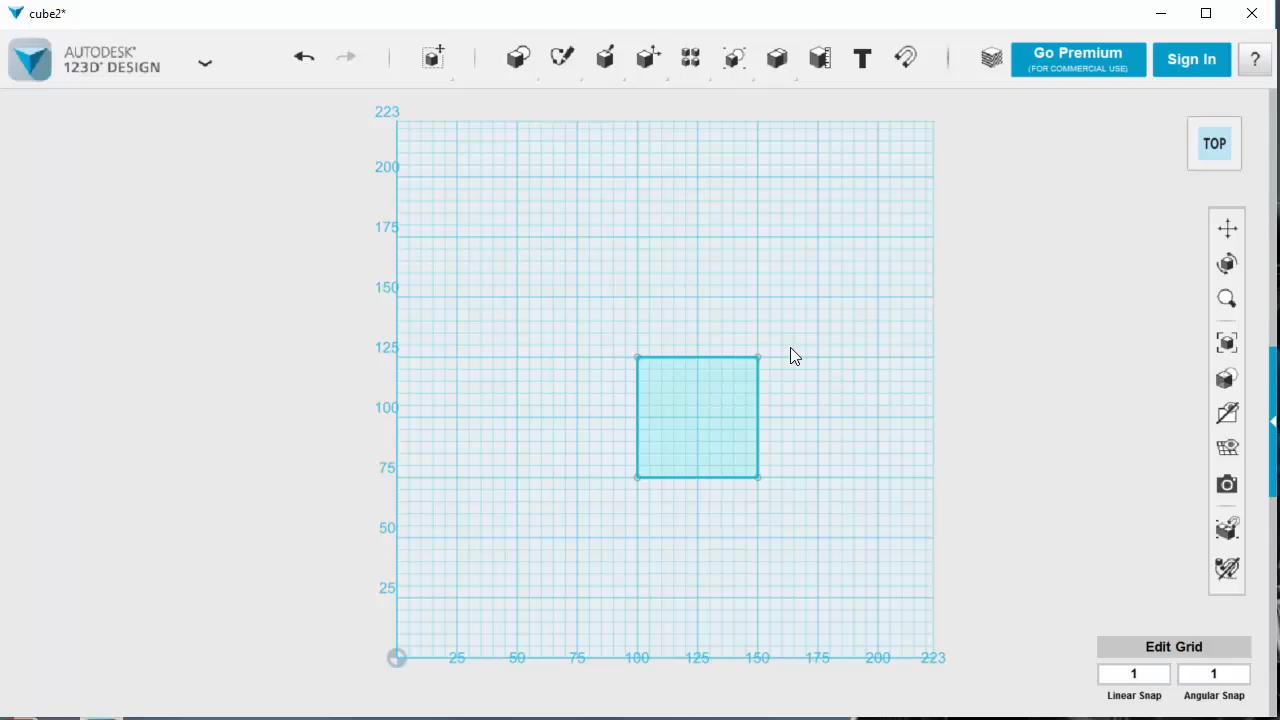 cube2*
AUTODESK®
123D® DESIGN
Go Premium
(FOR COMMERCIAL USE)
Sign In
?
TOP
223
200
175
150
125
100
75
50
25
25 50 75 100 125 150 175 200 223
Edit Grid
1 1
Linear Snap Angular Snap